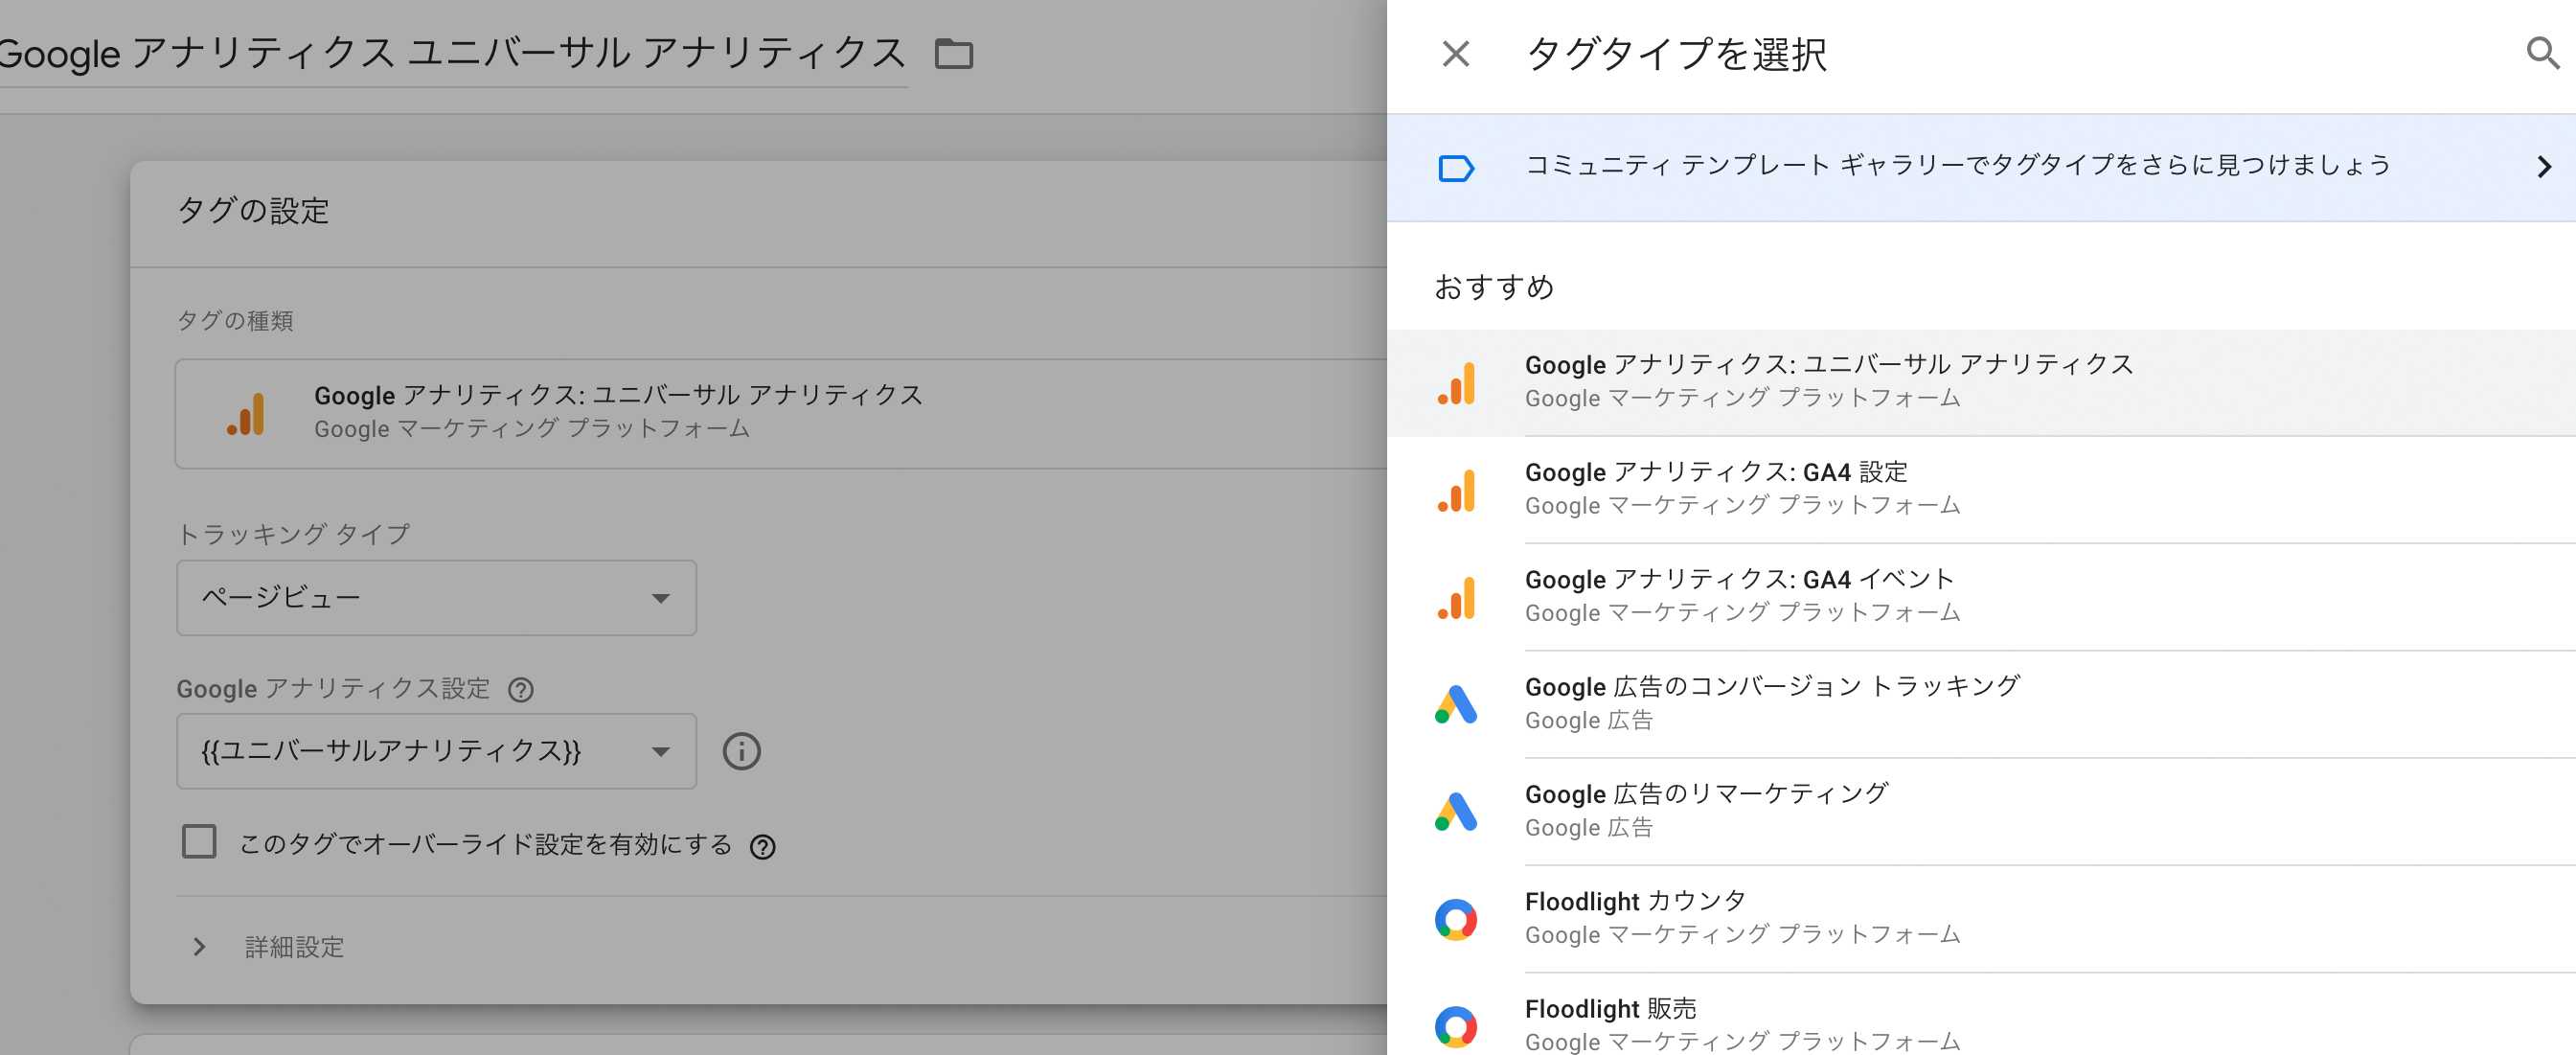 Google アナリティクス ユニバーサル アナリティクス
タグの設定
タグの種類
Google アナリティクス: ユニバーサル アナリティクス
Google マーケティング プラットフォーム
トラッキング タイプ
ページビュー
Google アナリティクス設定
{{ユニバーサルアナリティクス}}
このタグでオーバーライド設定を有効にする
詳細設定
タグタイプを選択
コミュニティ テンプレート ギャラリーでタグタイプをさらに見つけましょう
おすすめ
Google アナリティクス: ユニバーサル アナリティクス
Google マーケティング プラットフォーム
Google アナリティクス: GA4 設定
Google マーケティング プラットフォーム
Google アナリティクス: GA4 イベント
Google マーケティング プラットフォーム
Google 広告のコンバージョン トラッキング
Google 広告
Google 広告のリマーケティング
Google 広告
Floodlight カウンタ
Google マーケティング プラットフォーム
Floodlight 販売
Google マーケティング プラットフォーム